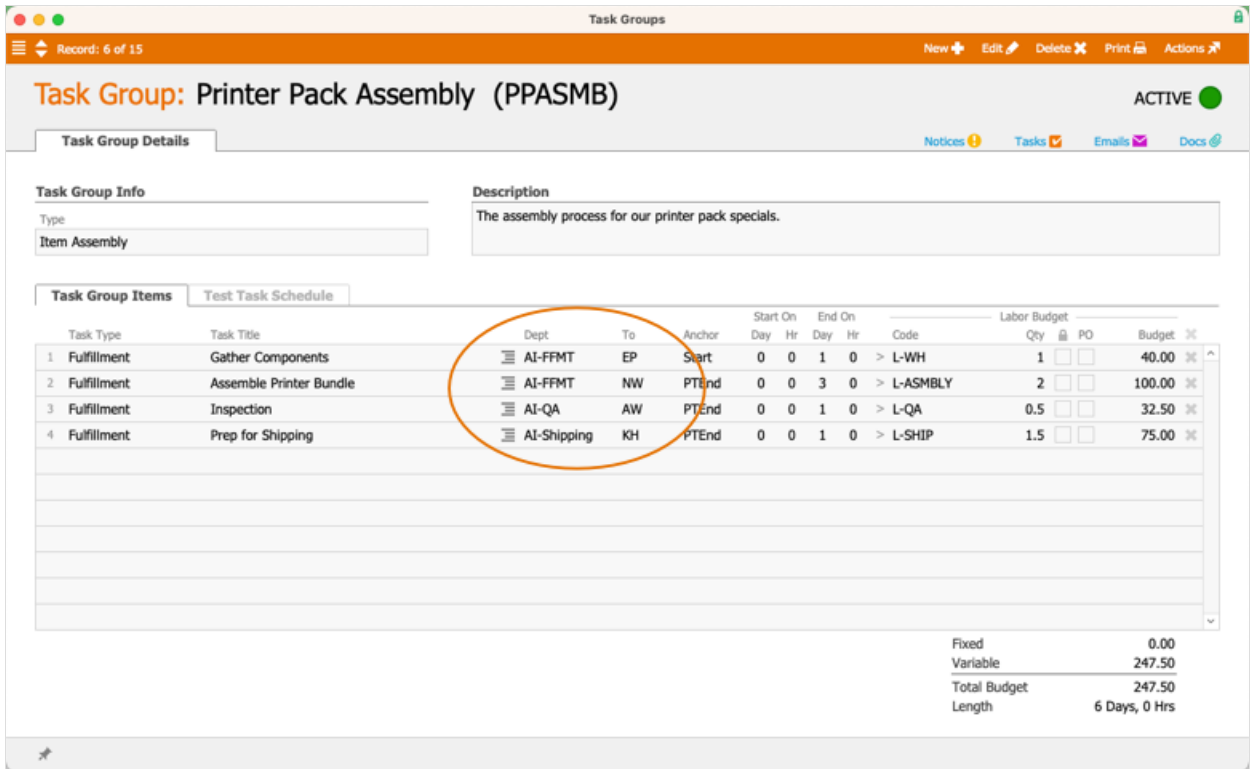 Task Groups
Record: 6 of 15 New Edit Delete Print Actions
Task Group: Printer Pack Assembly (PPASMB) ACTIVE
Task Group Details Notices Tasks Emails Docs
Task Group Info Description
Type The assembly process for our printer pack specials.
Item Assembly
Task Group Items Test Task Schedule
Start On End On Labor Budget
Task Type Task Title Dept To Anchor Day Hr Day Hr Code Qty PO Budget
1 Fulfillment Gather Components AI-FFMT EP Start 0 0 1 0 > L-WH 1 40.00
2 Fulfillment Assemble Printer Bundle AI-FFMT NW PTEnd 0 0 3 0 > L-ASMBLY 2 100.00
3 Fulfillment Inspection AI-QA AW PTEnd 0 0 1 0 > L-QA 0.5 32.50
4 Fulfillment Prep for Shipping AI-Shipping KH PTEnd 0 0 1 0 > L-SHIP 1.5 75.00
Fixed 0.00
Variable 247.50
Total Budget 247.50
Length 6 Days, 0 Hrs